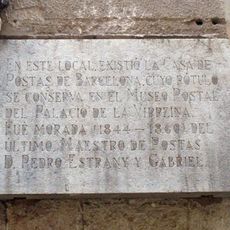 EN ESTE LOCAL EXISTIÓ LA CASA DE
POSTAS DE BARCELONA, CUYO RÓTULO
SE CONSERVA EN EL MUSEO POSTAL
DEL PALACIO DE LA VIRREINA.
FUE MORADA (1844-1860) DEL
ULTIMO MAESTRO DE POSTAS
D. PEDRO ESTRANY Y GABRIEL.